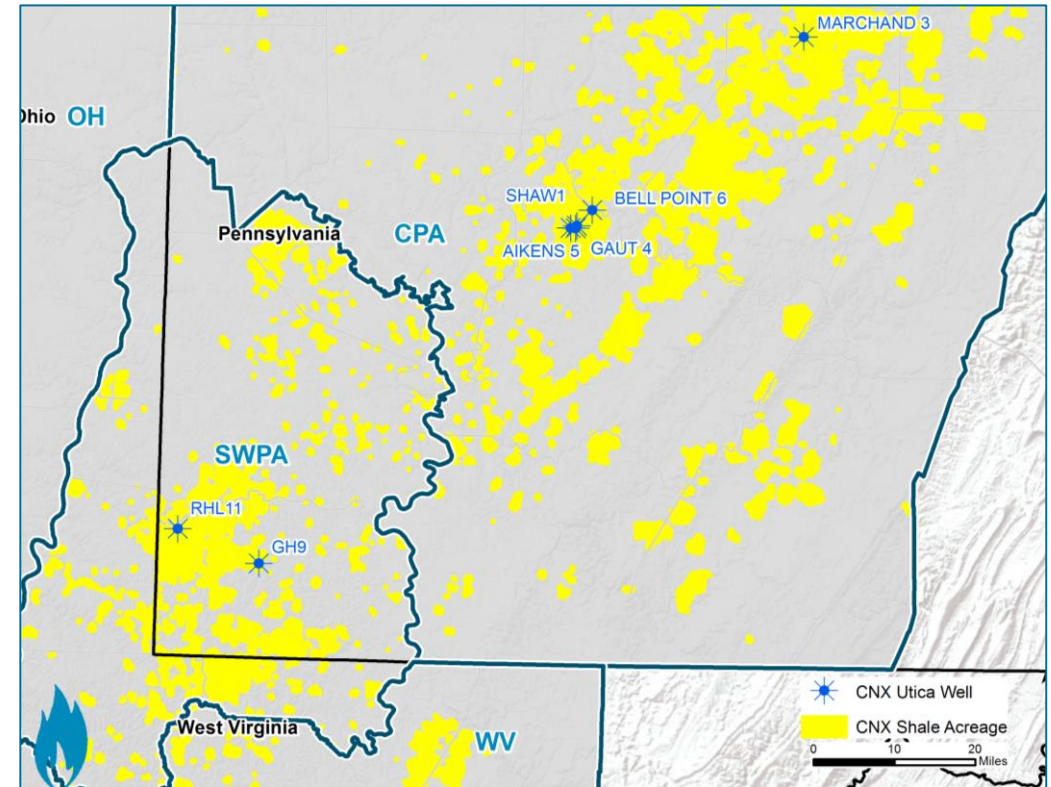 MARCHAND 3
OH
SHAW1
BELL POINT 6
Pennsylvania
CPA
AIKENS 5
GAUT 4
SWPA
RHL11
GH9
CNX Utica Well
CNX Shale Acreage
West Virginia
WV
0 10 20
Miles